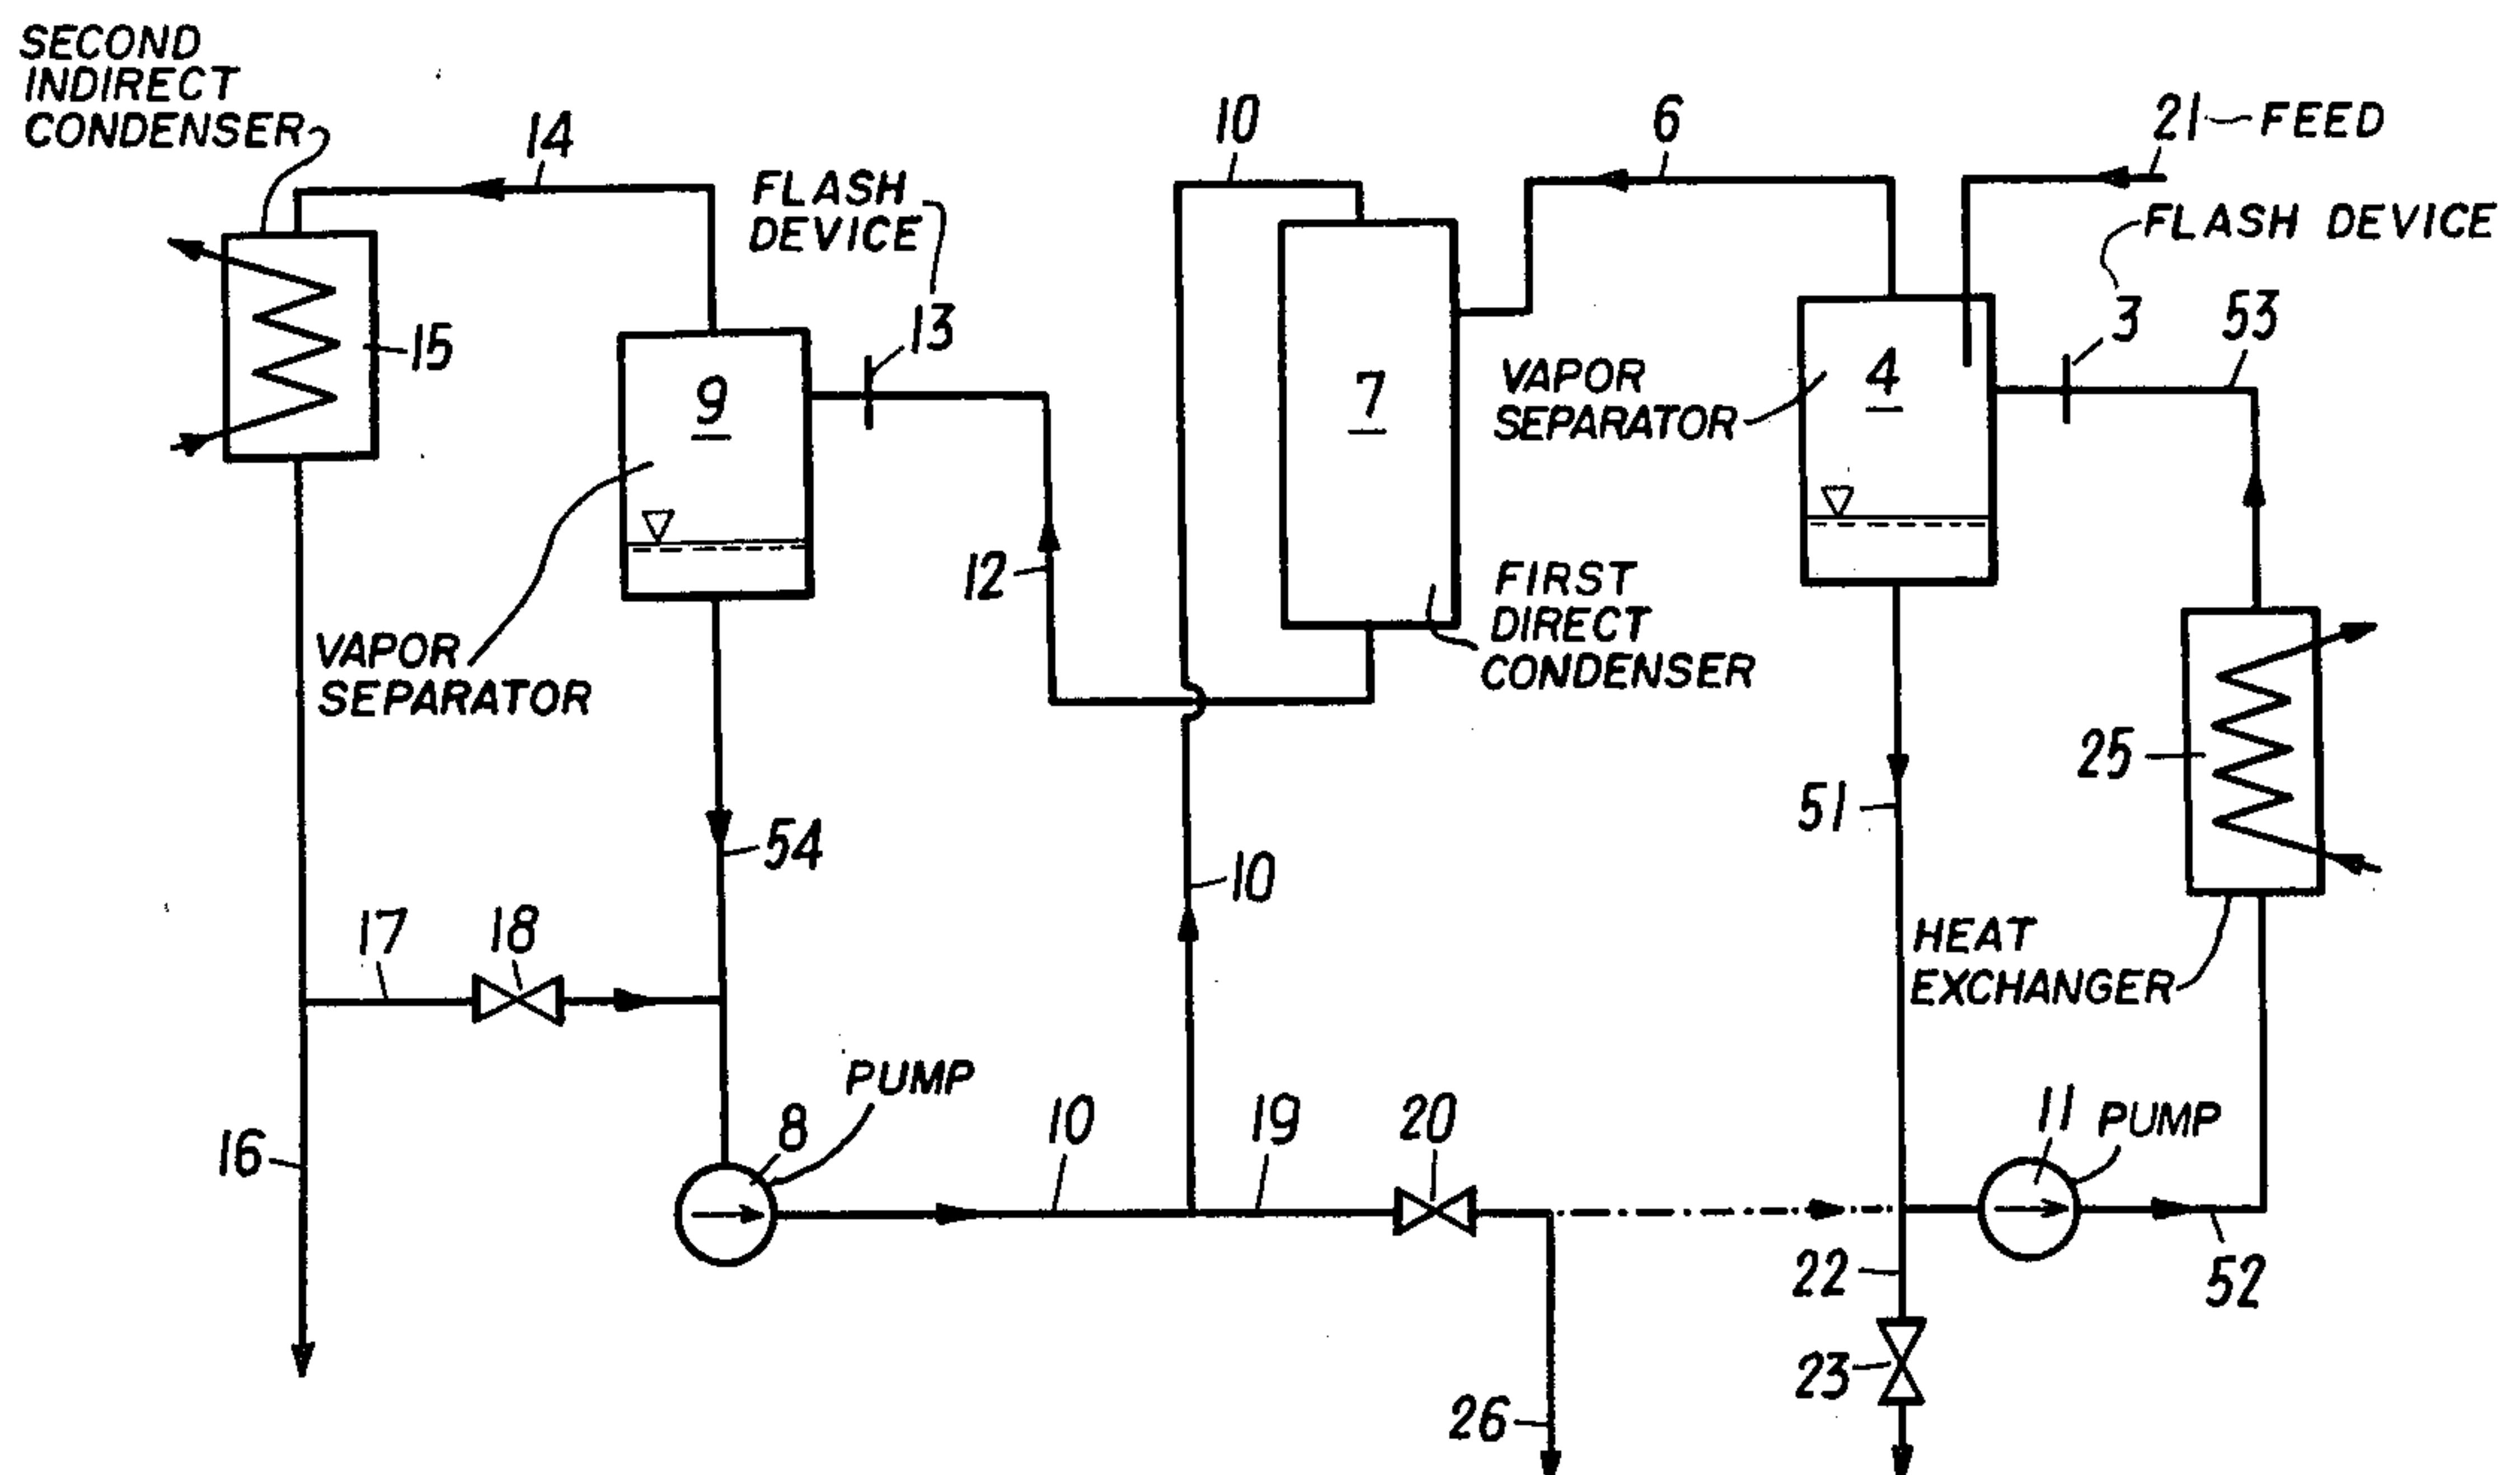 SECOND
INDIRECT
CONDENSER
14
FLASH
DEVICE
10
6
21
FEED
FLASH DEVICE
15
13
3
53
9
7
VAPOR
SEPARATOR
4
12
FIRST
DIRECT
CONDENSER
VAPOR
SEPARATOR
25
51
54
10
17
18
HEAT
EXCHANGER
PUMP
8
10
19
20
11
PUMP
16
22
52
23
26